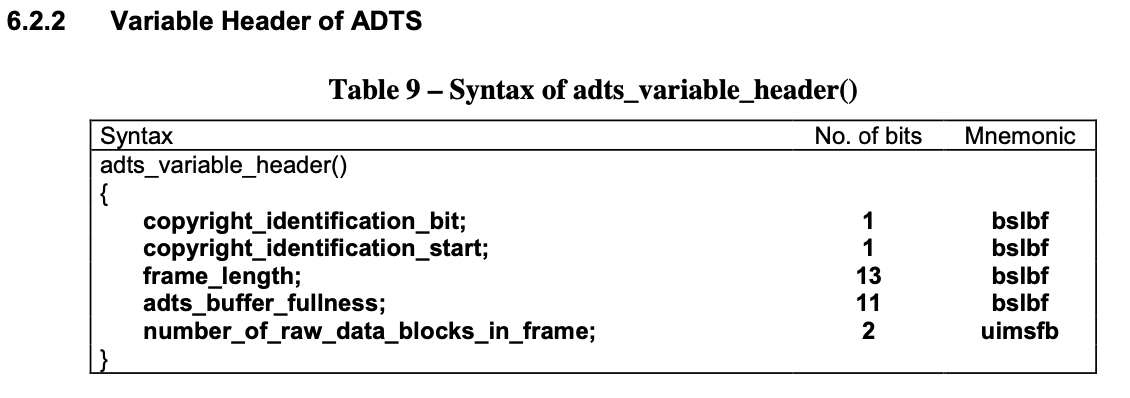 6.2.2 Variable Header of ADTS
Table 9 – Syntax of adts_variable_header()
Syntax No. of bits Mnemonic
adts_variable_header()
{
copyright_identification_bit; 1 bslbf
copyright_identification_start; 1 bslbf
frame_length; 13 bslbf
adts_buffer_fullness; 11 bslbf
number_of_raw_data_blocks_in_frame; 2 uimsfb
}